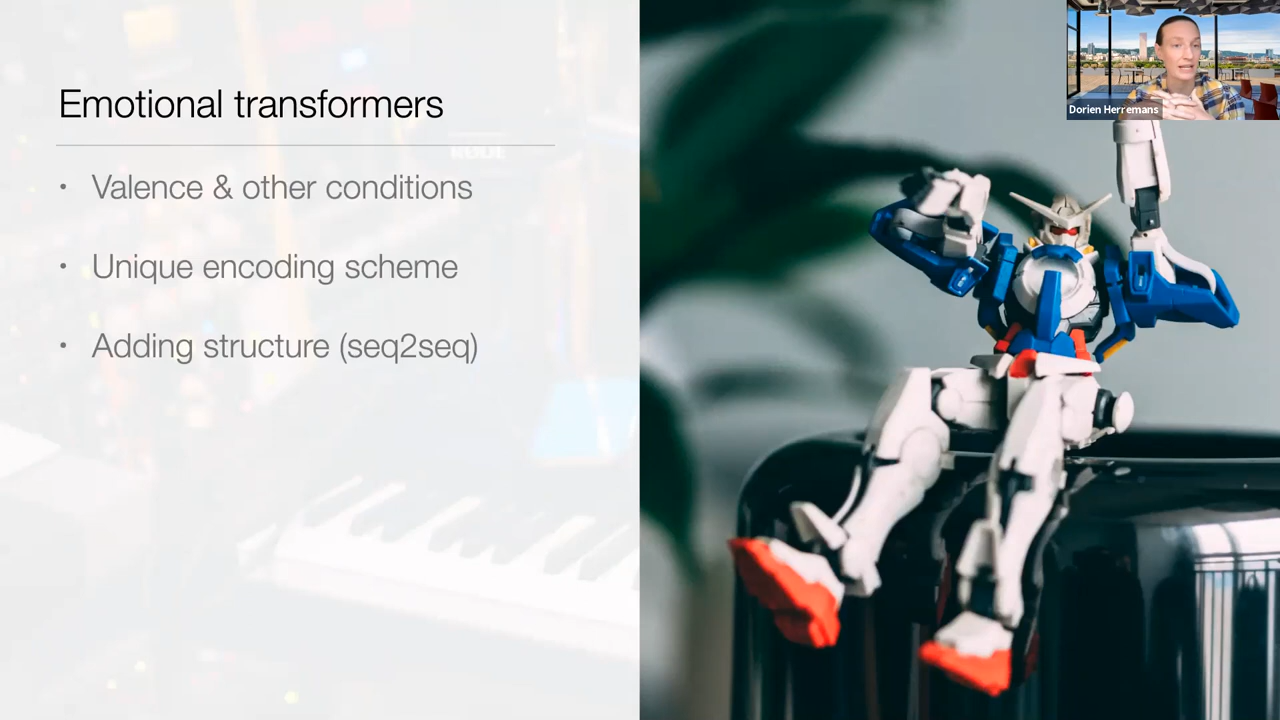 Emotional transformers
• Valence & other conditions
• Unique encoding scheme
• Adding structure (seq2seq)
Dorien Herremans